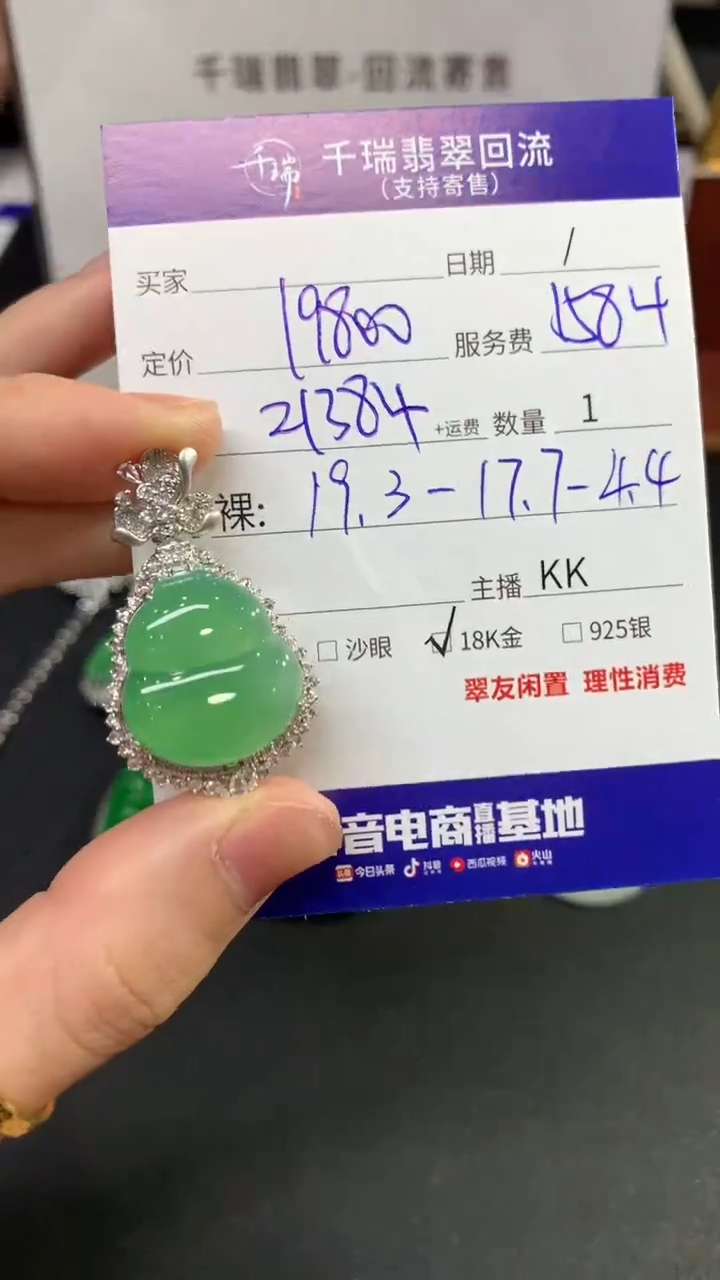 千瑞翡翠-回流寄售
千瑞 千瑞翡翠回流
(支持寄售)
买家 日期 /
定价 19800 服务费 1584
21384 +运费 数量 1
裸: 19.3-17.7-4.4
主播 KK
沙眼 18K金 925银
翠友闲置 理性消费
音电商直播基地
头条 今日头条 抖音 西瓜视频 火山